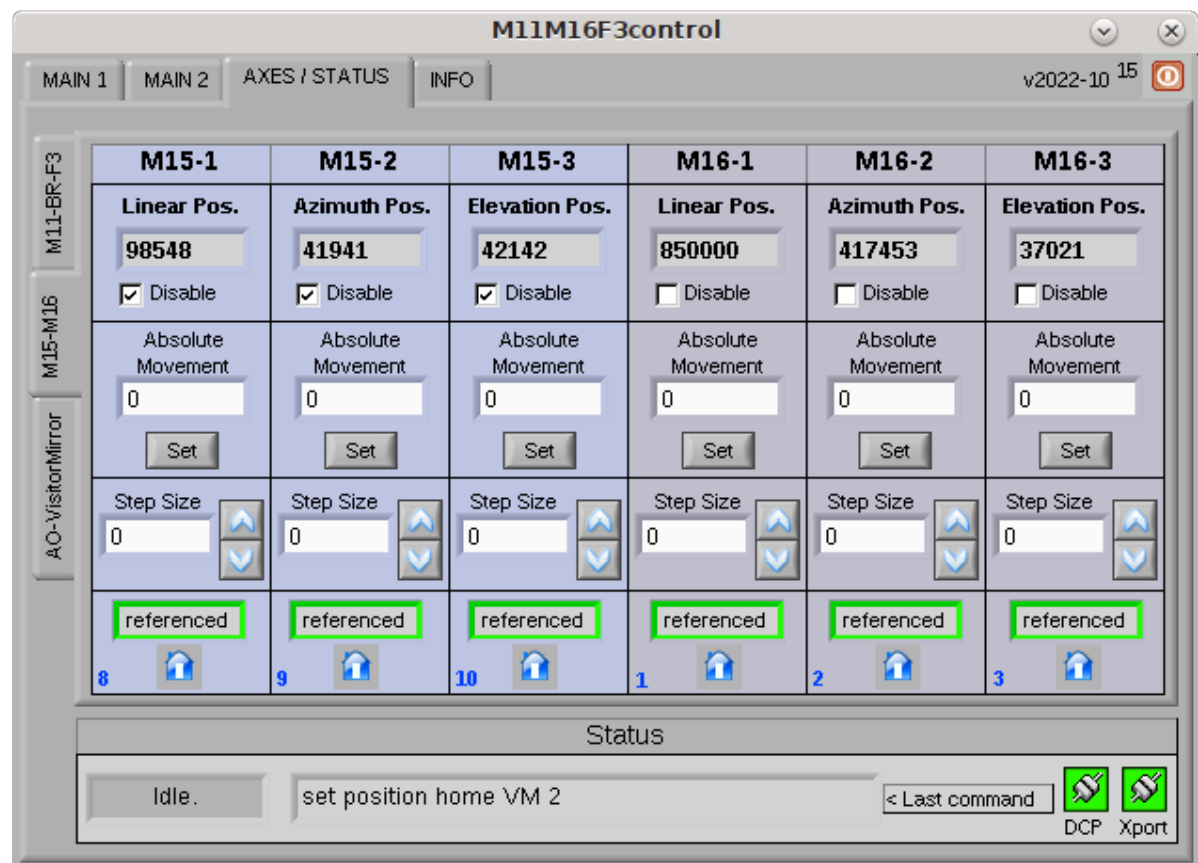 M11M16F3control
MAIN 1 MAIN 2 AXES / STATUS INFO v2022-10 15
M11-BR-F3
M15-M16
AO-VisitorMirror
M15-1 M15-2 M15-3 M16-1 M16-2 M16-3
Linear Pos. Azimuth Pos. Elevation Pos. Linear Pos. Azimuth Pos. Elevation Pos.
98548 41941 42142 850000 417453 37021
Disable Disable Disable Disable Disable Disable
Absolute Absolute Absolute Absolute Absolute Absolute
Movement Movement Movement Movement Movement Movement
0 0 0 0 0 0
Set Set Set Set Set Set
Step Size Step Size Step Size Step Size Step Size Step Size
0 0 0 0 0 0
referenced referenced referenced referenced referenced referenced
8 9 10 1 2 3
Status
Idle. set position home VM 2 < Last command
DCP Xport